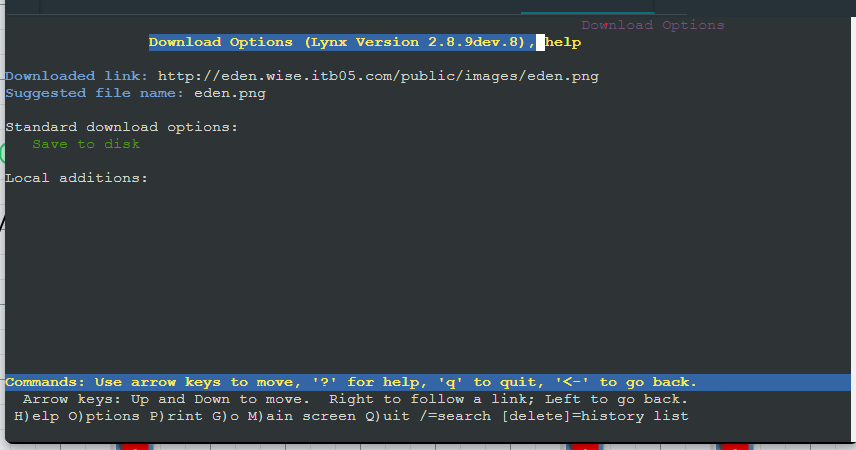 Download Options
Download Options (Lynx Version 2.8.9dev.8), help
Downloaded link: http://eden.wise.itb05.com/public/images/eden.png
Suggested file name: eden.png
Standard download options:
Save to disk
Local additions:
Commands: Use arrow keys to move, '?' for help, 'q' to quit, '<-' to go back.
Arrow keys: Up and Down to move.  Right to follow a link; Left to go back.
H)elp O)ptions P)rint G)o M)ain screen Q)uit /=search [delete]=history list